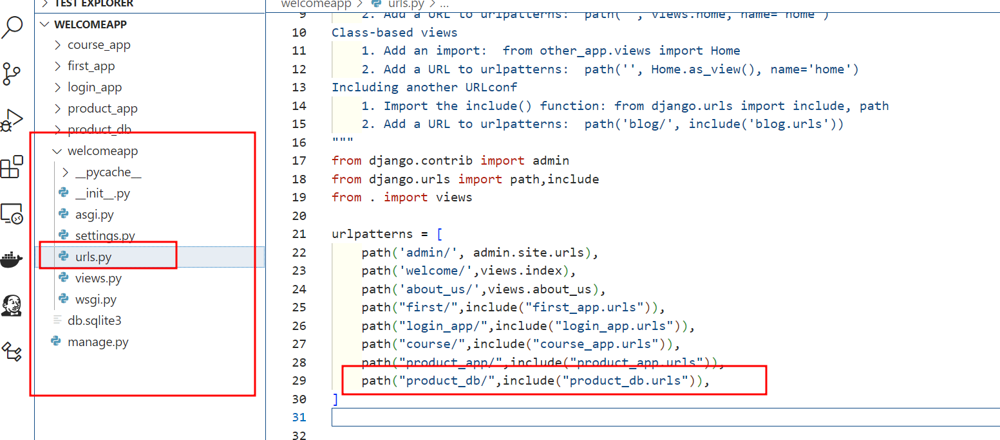 TEST EXPLORER
WELCOMEAPP
course_app
first_app
login_app
product_app
product_db
welcomeapp
__pycache__
__init__.py
asgi.py
settings.py
urls.py
views.py
wsgi.py
db.sqlite3
manage.py
welcomeapp > urls.py > ...
9 2. Add a URL to urlpatterns:  path('', views.home, name='home')
10 Class-based views
11     1. Add an import:  from other_app.views import Home
12     2. Add a URL to urlpatterns:  path('', Home.as_view(), name='home')
13 Including another URLconf
14     1. Import the include() function: from django.urls import include, path
15     2. Add a URL to urlpatterns:  path('blog/', include('blog.urls'))
16 """
17 from django.contrib import admin
18 from django.urls import path,include
19 from . import views
20
21 urlpatterns = [
22     path('admin/', admin.site.urls),
23     path('welcome/',views.index),
24     path('about_us/',views.about_us),
25     path("first/",include("first_app.urls")),
26     path("login_app/",include("login_app.urls")),
27     path("course/",include("course_app.urls")),
28     path("product_app/",include("product_app.urls")),
29     path("product_db/",include("product_db.urls")),
30 ]
31
32